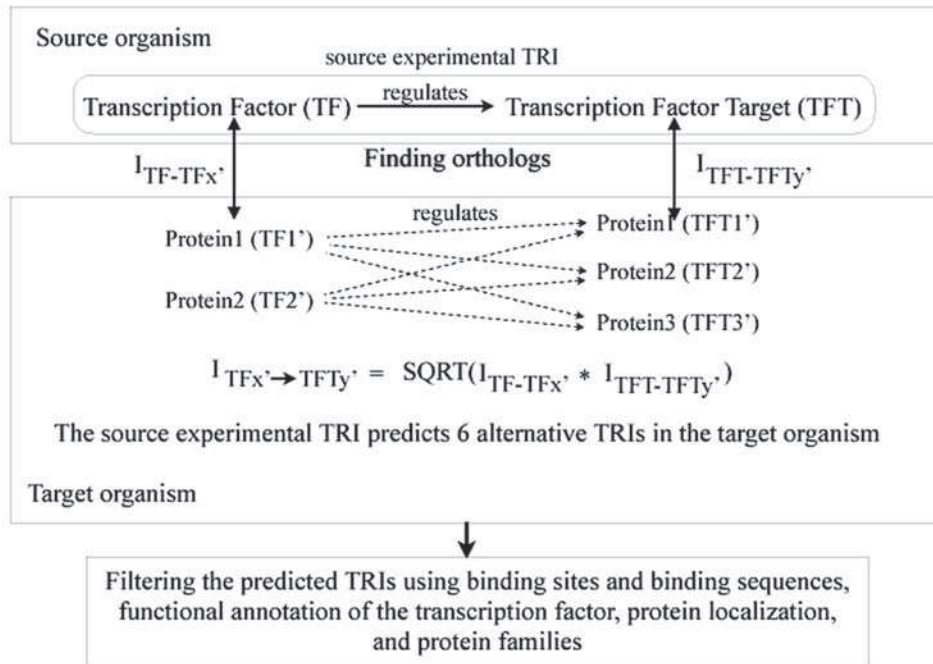 Source organism
source experimental TRI
Transcription Factor (TF) regulates Transcription Factor Target (TFT)
I TF-TFx’ Finding orthologs I TFT-TFTy’
regulates
Protein1 (TF1’) Protein1 (TFT1’)
Protein2 (TFT2’)
Protein2 (TF2’)
Protein3 (TFT3’)
I TFx’→TFTy’ = SQRT(I TF-TFx’ * I TFT-TFTy’)
The source experimental TRI predicts 6 alternative TRIs in the target organism
Target organism
Filtering the predicted TRIs using binding sites and binding sequences,
functional annotation of the transcription factor, protein localization,
and protein families